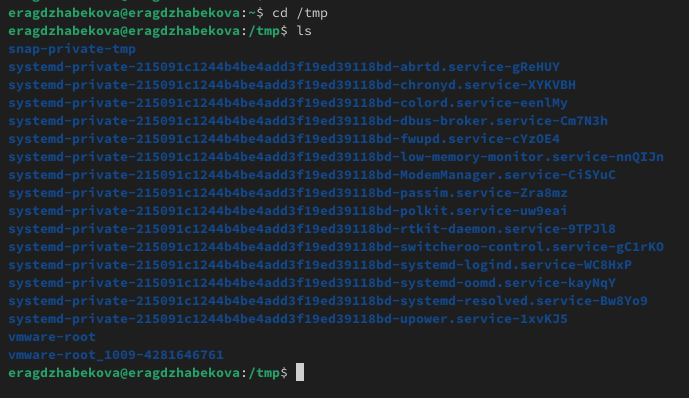 eragdzhabekova@eragdzhabekova:~$ cd /tmp
eragdzhabekova@eragdzhabekova:/tmp$ ls
snap-private-tmp
systemd-private-215091c1244b4be4add3f19ed39118bd-abrtd.service-gReHUY
systemd-private-215091c1244b4be4add3f19ed39118bd-chronyd.service-XYKVBH
systemd-private-215091c1244b4be4add3f19ed39118bd-colord.service-eenlMy
systemd-private-215091c1244b4be4add3f19ed39118bd-dbus-broker.service-Cm7N3h
systemd-private-215091c1244b4be4add3f19ed39118bd-fwupd.service-cYzOE4
systemd-private-215091c1244b4be4add3f19ed39118bd-low-memory-monitor.service-nnQIJn
systemd-private-215091c1244b4be4add3f19ed39118bd-ModemManager.service-CiSYuC
systemd-private-215091c1244b4be4add3f19ed39118bd-passim.service-Zra8mz
systemd-private-215091c1244b4be4add3f19ed39118bd-polkit.service-uw9eai
systemd-private-215091c1244b4be4add3f19ed39118bd-rtkit-daemon.service-9TPJl8
systemd-private-215091c1244b4be4add3f19ed39118bd-switcheroo-control.service-gC1rKO
systemd-private-215091c1244b4be4add3f19ed39118bd-systemd-logind.service-WC8HxP
systemd-private-215091c1244b4be4add3f19ed39118bd-systemd-oomd.service-kayNqY
systemd-private-215091c1244b4be4add3f19ed39118bd-systemd-resolved.service-Bw8Yo9
systemd-private-215091c1244b4be4add3f19ed39118bd-upower.service-1xvKJ5
vmware-root
vmware-root_1009-4281646761
eragdzhabekova@eragdzhabekova:/tmp$